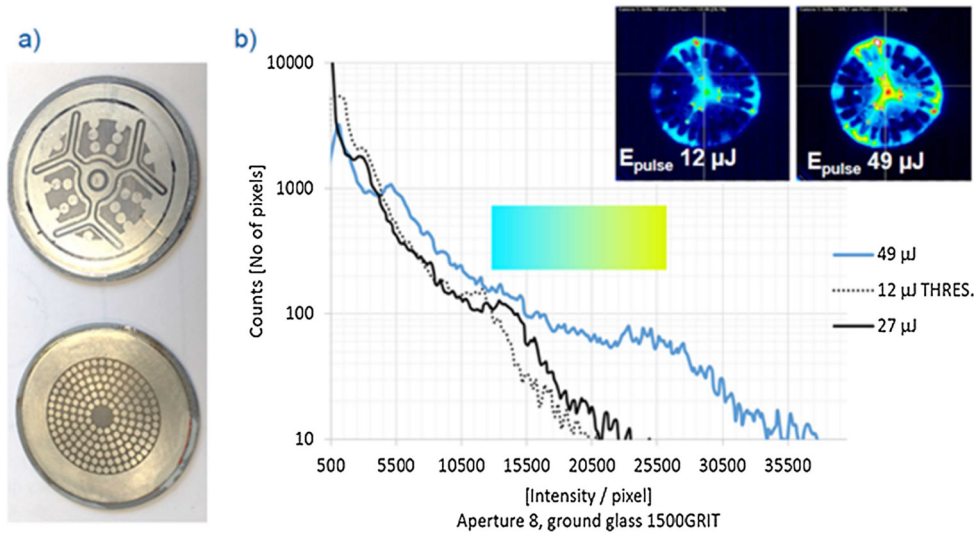 a)
b)
10000
1000
100
10
Counts [No of pixels]
500 5500 10500 15500 20500 25500 30500 35500
[Intensity / pixel]
Aperture 8, ground glass 1500GRIT
Epulse 12 µJ
Epulse 49 µJ
49 µJ
12 µJ THRES.
27 µJ